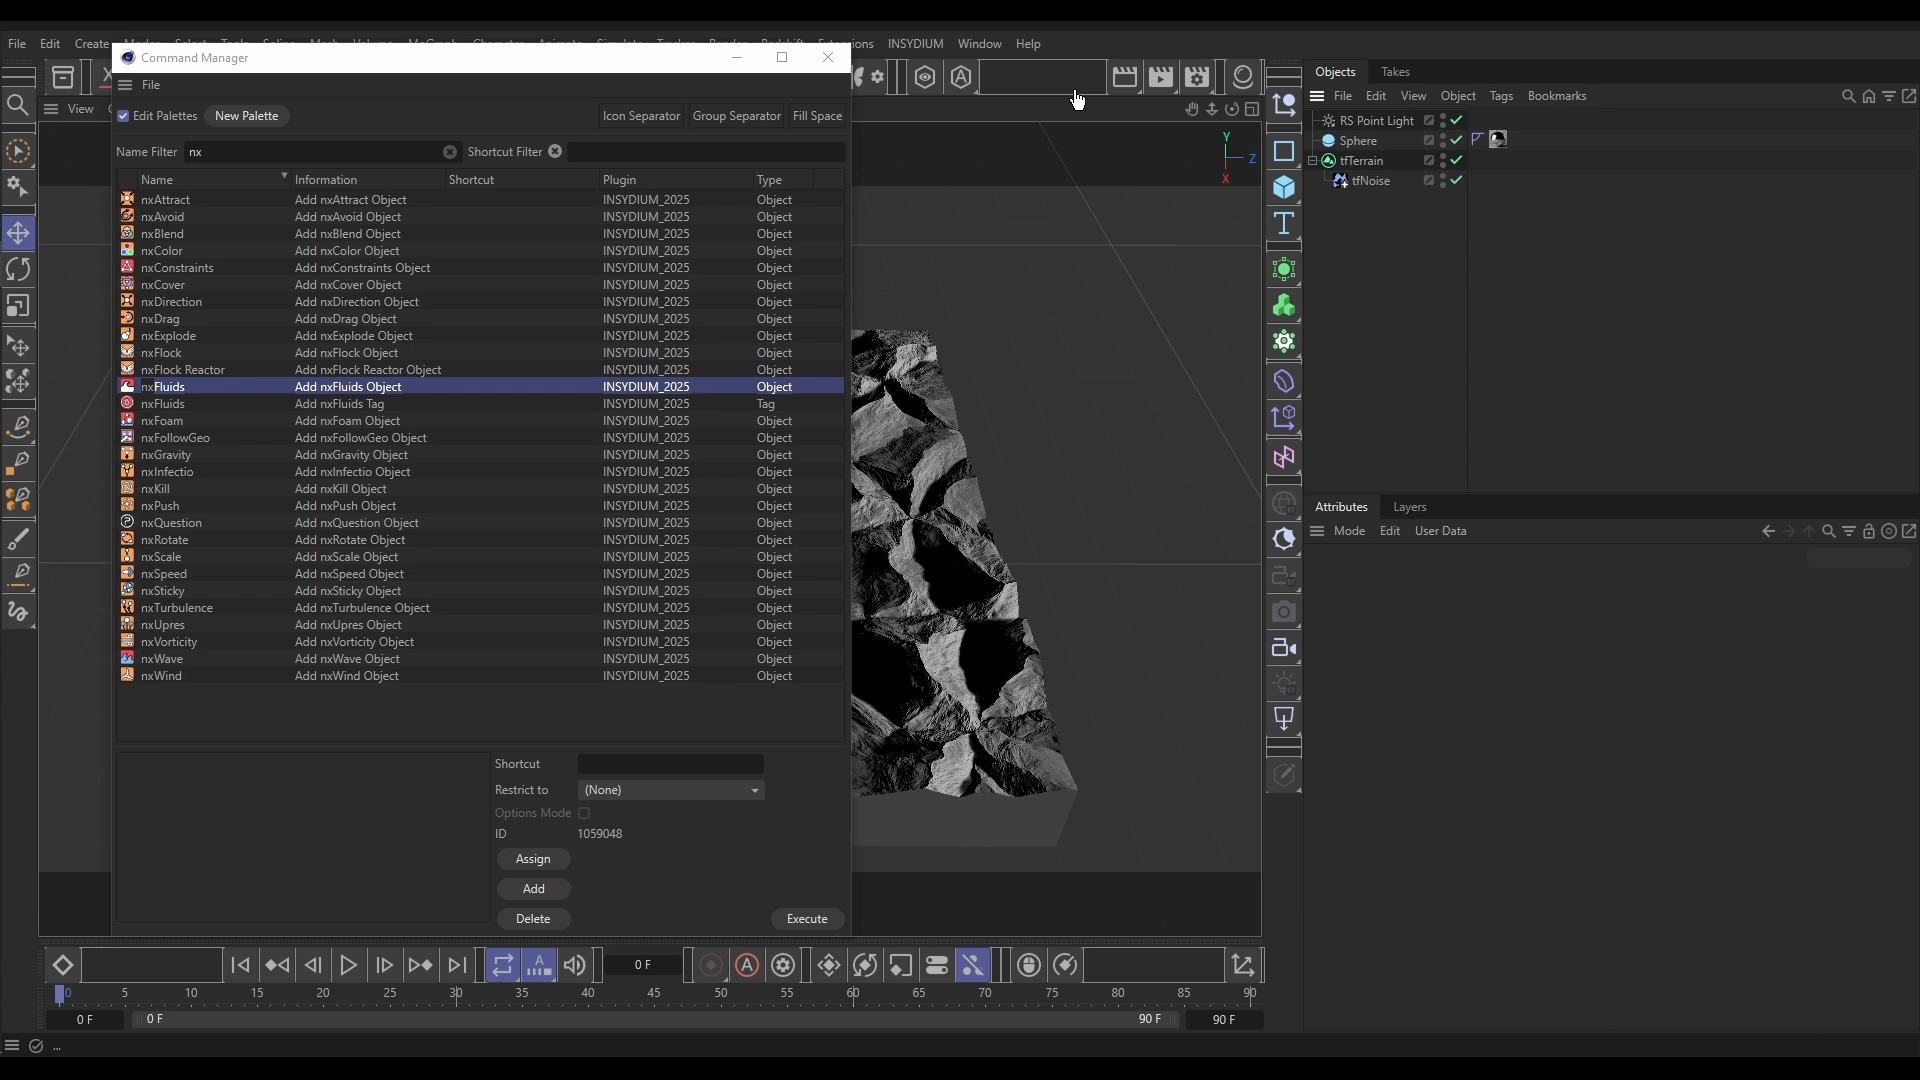 File Edit Create INSYDIUM Window Help
Command Manager
File
View
Edit Palettes New Palette Icon Separator Group Separator Fill Space
Name Filter nx Shortcut Filter
Name Information Shortcut Plugin Type
nxAttract Add nxAttract Object INSYDIUM_2025 Object
nxAvoid Add nxAvoid Object INSYDIUM_2025 Object
nxBlend Add nxBlend Object INSYDIUM_2025 Object
nxColor Add nxColor Object INSYDIUM_2025 Object
nxConstraints Add nxConstraints Object INSYDIUM_2025 Object
nxCover Add nxCover Object INSYDIUM_2025 Object
nxDirection Add nxDirection Object INSYDIUM_2025 Object
nxDrag Add nxDrag Object INSYDIUM_2025 Object
nxExplode Add nxExplode Object INSYDIUM_2025 Object
nxFlock Add nxFlock Object INSYDIUM_2025 Object
nxFlock Reactor Add nxFlock Reactor Object INSYDIUM_2025 Object
nxFluids Add nxFluids Object INSYDIUM_2025 Object
nxFluids Add nxFluids Tag INSYDIUM_2025 Tag
nxFoam Add nxFoam Object INSYDIUM_2025 Object
nxFollowGeo Add nxFollowGeo Object INSYDIUM_2025 Object
nxGravity Add nxGravity Object INSYDIUM_2025 Object
nxInfectio Add nxInfectio Object INSYDIUM_2025 Object
nxKill Add nxKill Object INSYDIUM_2025 Object
nxPush Add nxPush Object INSYDIUM_2025 Object
nxQuestion Add nxQuestion Object INSYDIUM_2025 Object
nxRotate Add nxRotate Object INSYDIUM_2025 Object
nxScale Add nxScale Object INSYDIUM_2025 Object
nxSpeed Add nxSpeed Object INSYDIUM_2025 Object
nxSticky Add nxSticky Object INSYDIUM_2025 Object
nxTurbulence Add nxTurbulence Object INSYDIUM_2025 Object
nxUpres Add nxUpres Object INSYDIUM_2025 Object
nxVorticity Add nxVorticity Object INSYDIUM_2025 Object
nxWave Add nxWave Object INSYDIUM_2025 Object
nxWind Add nxWind Object INSYDIUM_2025 Object
Shortcut
Restrict to (None)
Options Mode
ID 1059048
Assign
Add
Delete Execute
Y
Z
X
Objects Takes
File Edit View Object Tags Bookmarks
RS Point Light
Sphere
tfTerrain
tfNoise
Attributes Layers
Mode Edit User Data
0 F
0 5 10 15 20 25 30 35 40 45 50 55 60 65 70 75 80 85 90
0 F 0 F 90 F 90 F
...